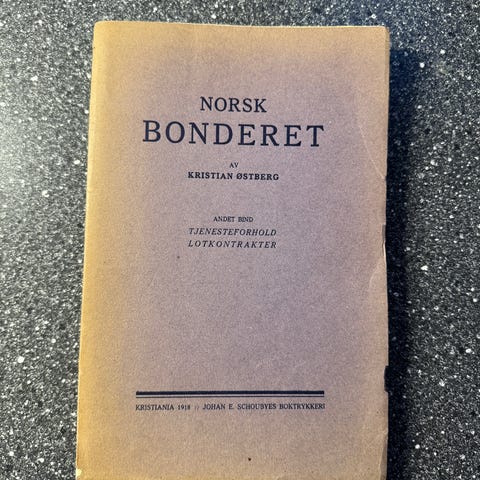 NORSK
BONDERET
AV
KRISTIAN ØSTBERG
ANDET BIND
TJENESTEFORHOLD
LOTKONTRAKTER
KRISTIANIA 1918 :: JOHAN E. SCHOUBYES BOKTRYKKERI